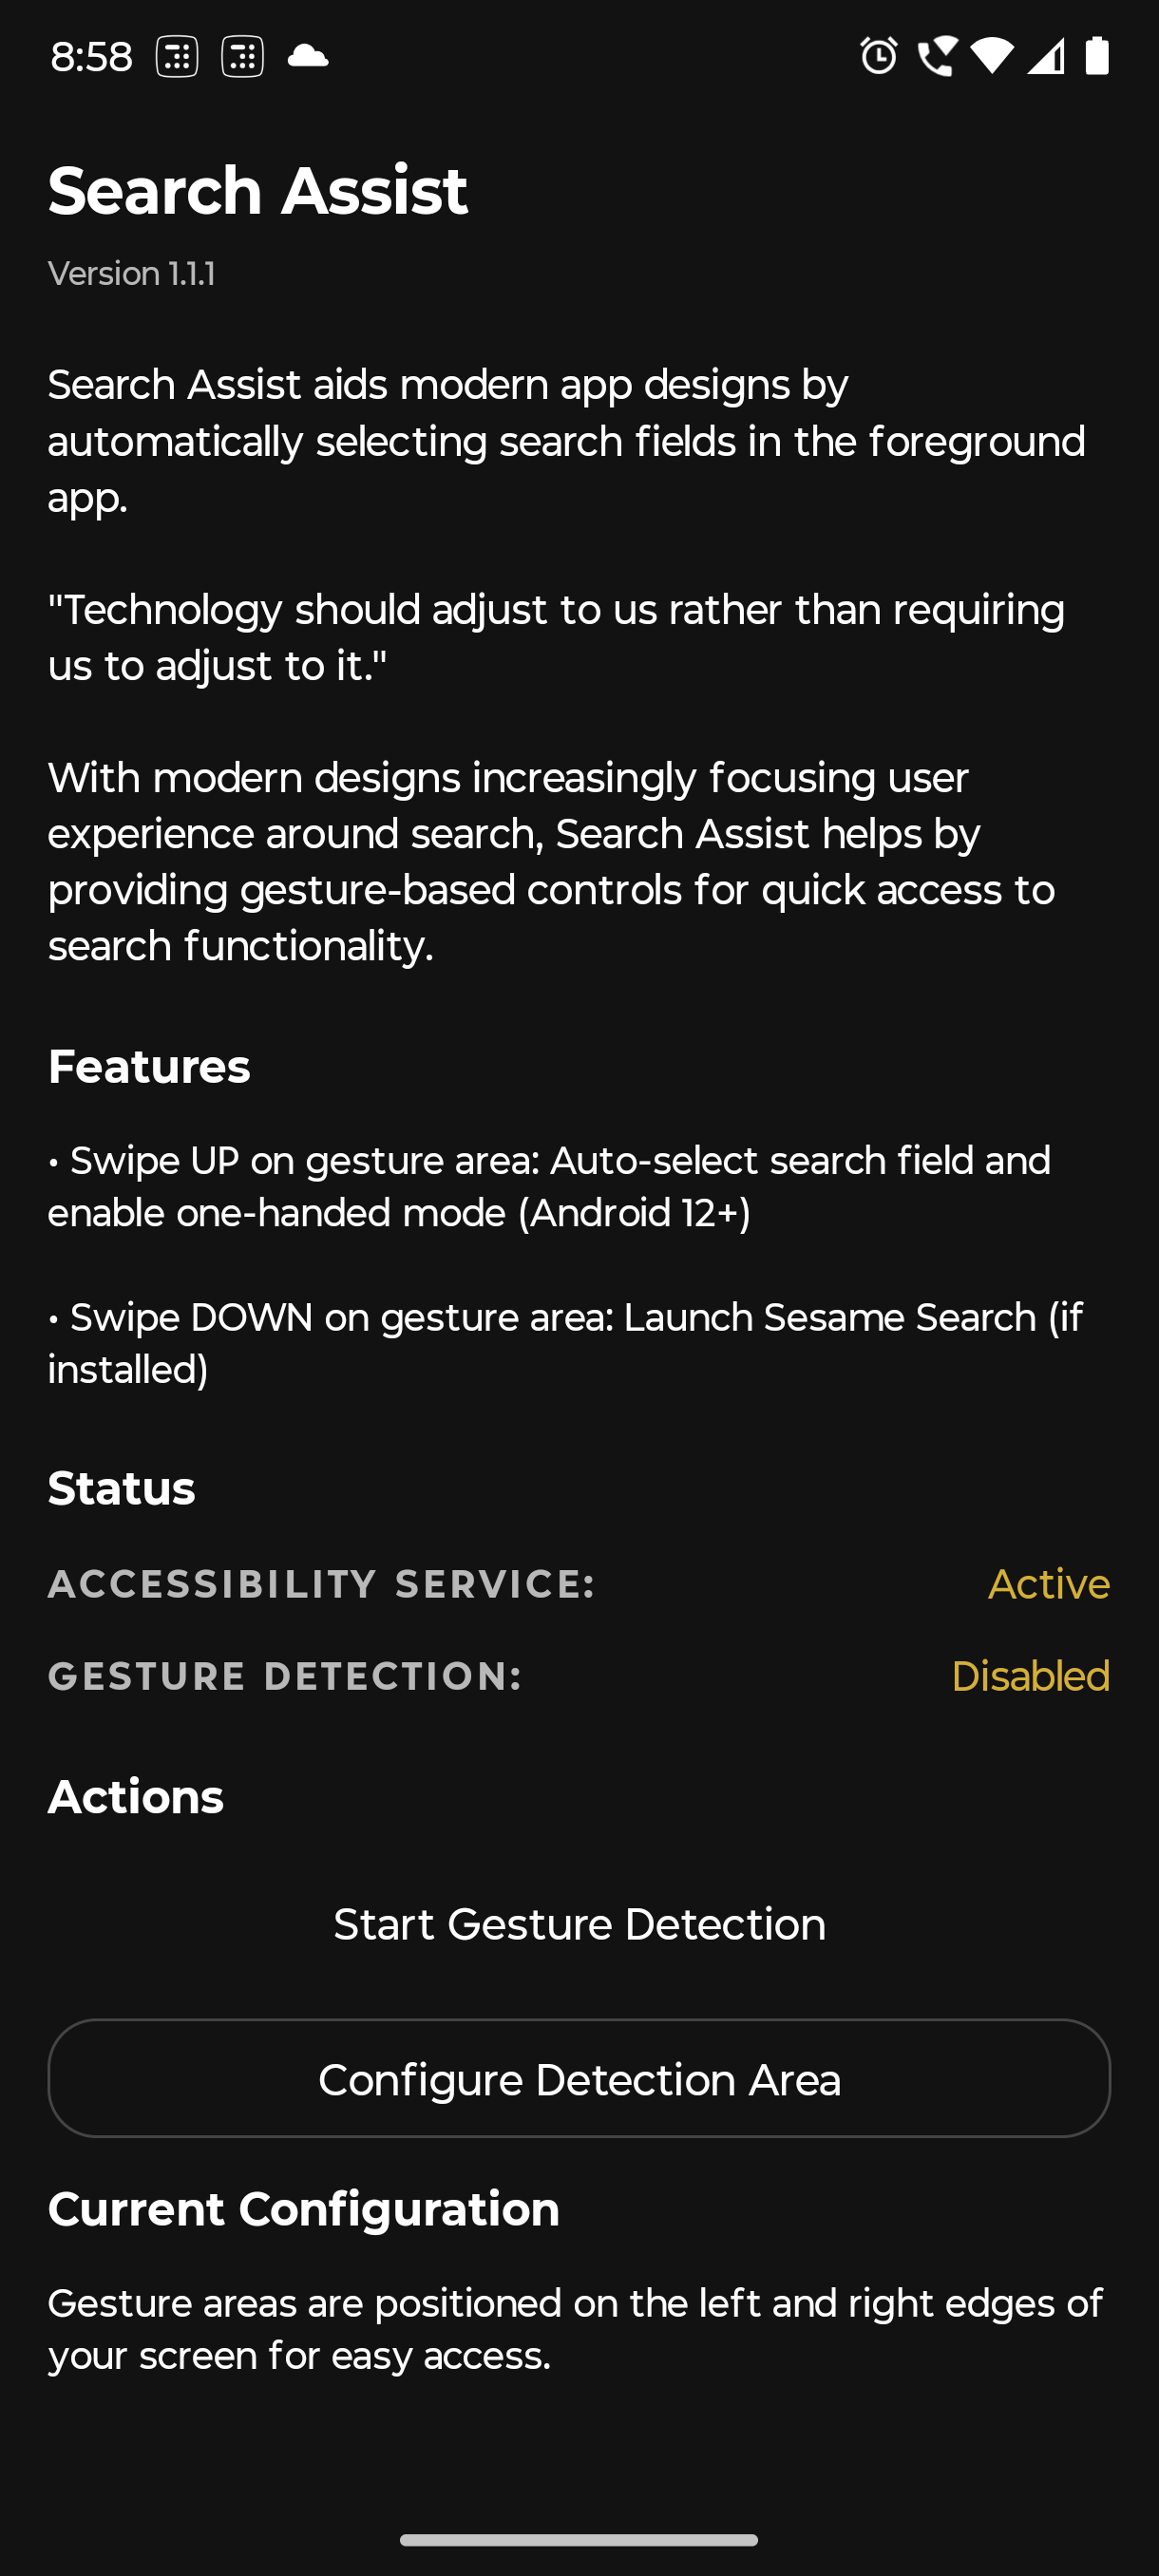 8:58
Search Assist
Version 1.1.1
Search Assist aids modern app designs by
automatically selecting search fields in the foreground
app.
"Technology should adjust to us rather than requiring
us to adjust to it."
With modern designs increasingly focusing user
experience around search, Search Assist helps by
providing gesture-based controls for quick access to
search functionality.
Features
• Swipe UP on gesture area: Auto-select search field and
enable one-handed mode (Android 12+)
• Swipe DOWN on gesture area: Launch Sesame Search (if
installed)
Status
ACCESSIBILITY SERVICE: Active
GESTURE DETECTION: Disabled
Actions
Start Gesture Detection
Configure Detection Area
Current Configuration
Gesture areas are positioned on the left and right edges of
your screen for easy access.